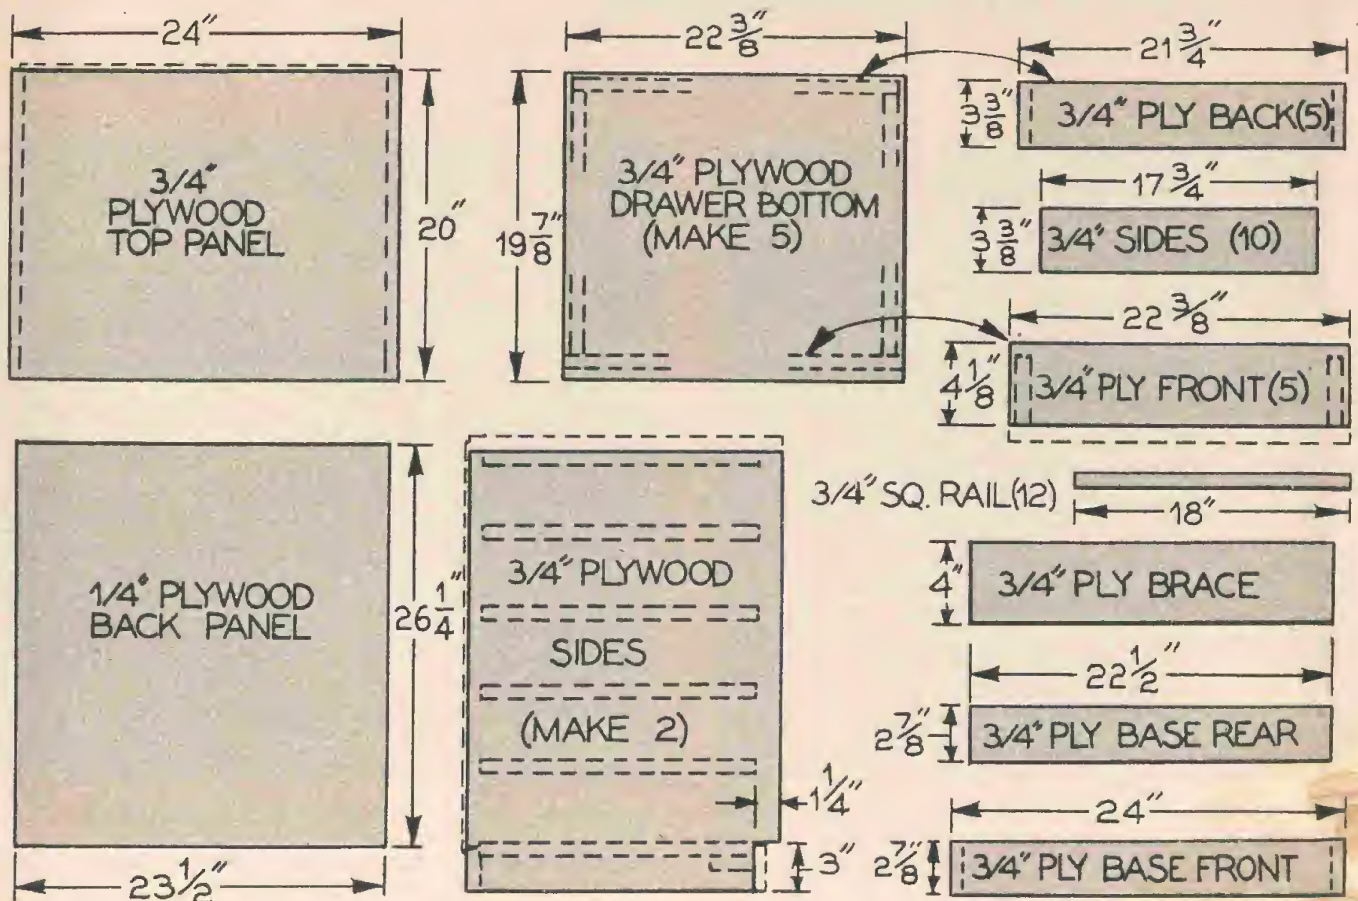 24"
3/4"
PLYWOOD
TOP PANEL
20"
22 3/8"
19 7/8"
3/4" PLYWOOD
DRAWER BOTTOM
(MAKE 5)
21 3/4"
3 3/8"
3/4" PLY BACK(5)
17 3/4"
3 3/8"
3/4" SIDES (10)
22 3/8"
4 1/8"
3/4" PLY FRONT(5)
3/4" SQ. RAIL(12)
18"
1/4" PLYWOOD
BACK PANEL
26 1/4"
23 1/2"
3/4" PLYWOOD
SIDES
(MAKE 2)
1 1/4"
3"
4"
3/4" PLY BRACE
22 1/2"
2 7/8"
3/4" PLY BASE REAR
24"
2 7/8"
3/4" PLY BASE FRONT